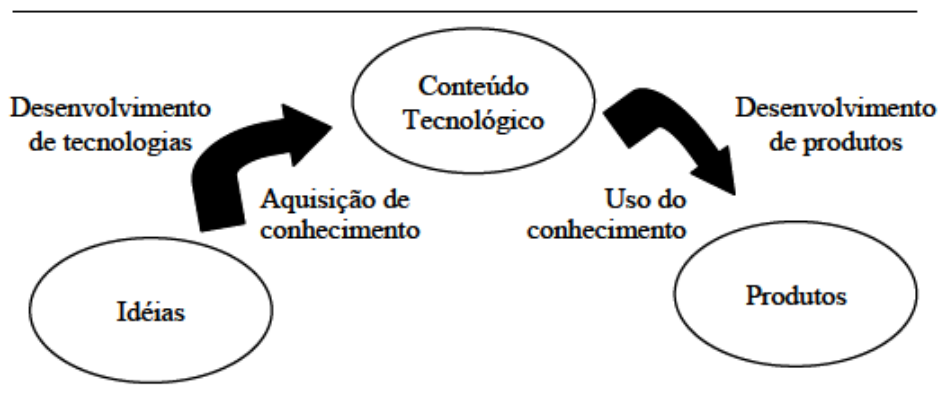 Conteúdo
Tecnológico
Desenvolvimento
de tecnologias
Desenvolvimento
de produtos
Aquisição de
conhecimento
Uso do
conhecimento
Idéias
Produtos